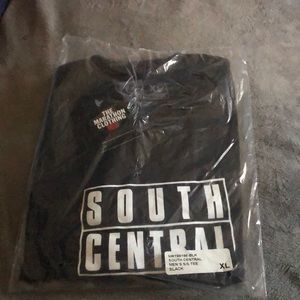 THE
MARATHON
CLOTHING
SOUTH
CENTRAL
SOUTH CENTRAL
MEN'S S/S TEE
BLACK
XL